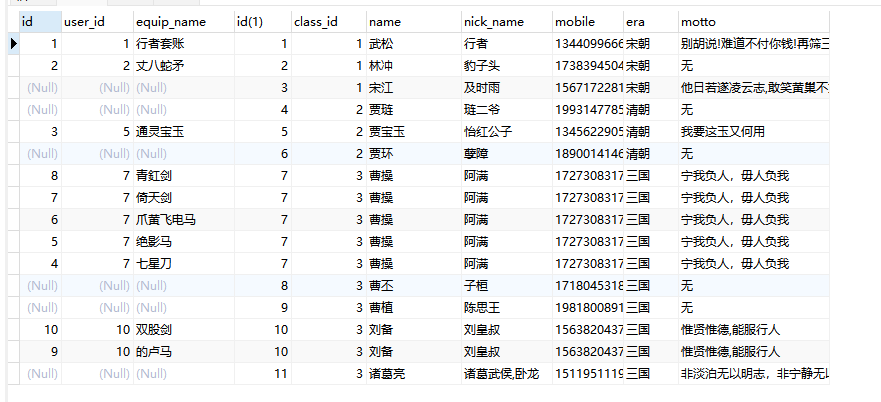 id user_id equip_name id(1) class_id name nick_name mobile era motto
1 1 行者套账 1 1 武松 行者 1344099666 宋朝 别胡说!难道不付你钱!再筛三
2 2 丈八蛇矛 2 1 林冲 豹子头 1738394504 宋朝 无
(Null) (Null) (Null) 3 1 宋江 及时雨 1567172281 宋朝 他日若遂凌云志,敢笑黄巢不
(Null) (Null) (Null) 4 2 贾琏 琏二爷 1993147785 清朝 无
3 5 通灵宝玉 5 2 贾宝玉 怡红公子 1345622905 清朝 我要这玉又何用
(Null) (Null) (Null) 6 2 贾环 孽障 1890014146 清朝 无
8 7 青釭剑 7 3 曹操 阿满 1727308317 三国 宁我负人，毋人负我
7 7 倚天剑 7 3 曹操 阿满 1727308317 三国 宁我负人，毋人负我
6 7 爪黄飞电马 7 3 曹操 阿满 1727308317 三国 宁我负人，毋人负我
5 7 绝影马 7 3 曹操 阿满 1727308317 三国 宁我负人，毋人负我
4 7 七星刀 7 3 曹操 阿满 1727308317 三国 宁我负人，毋人负我
(Null) (Null) (Null) 8 3 曹丕 子桓 1718045318 三国 无
(Null) (Null) (Null) 9 3 曹植 陈思王 1981800891 三国 无
10 10 双股剑 10 3 刘备 刘皇叔 1563820437 三国 惟贤惟德,能服行人
9 10 的卢马 10 3 刘备 刘皇叔 1563820437 三国 惟贤惟德,能服行人
(Null) (Null) (Null) 11 3 诸葛亮 诸葛武侯,卧龙 1511951119 三国 非淡泊无以明志，非宁静无以